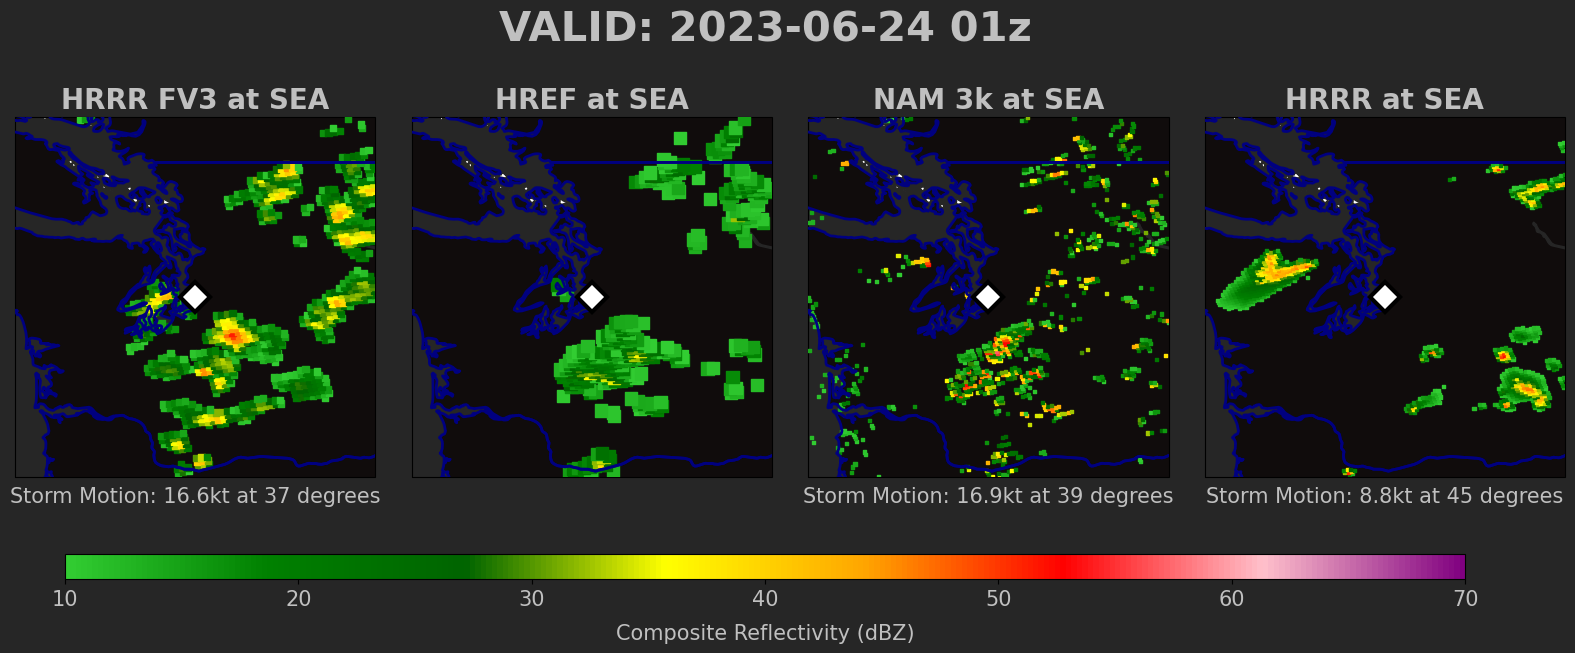 VALID: 2023-06-24 01z
HRRR FV3 at SEA
HREF at SEA
NAM 3k at SEA
HRRR at SEA
Storm Motion: 16.6kt at 37 degrees
Storm Motion: 16.9kt at 39 degrees
Storm Motion: 8.8kt at 45 degrees
10 20 30 40 50 60 70
Composite Reflectivity (dBZ)